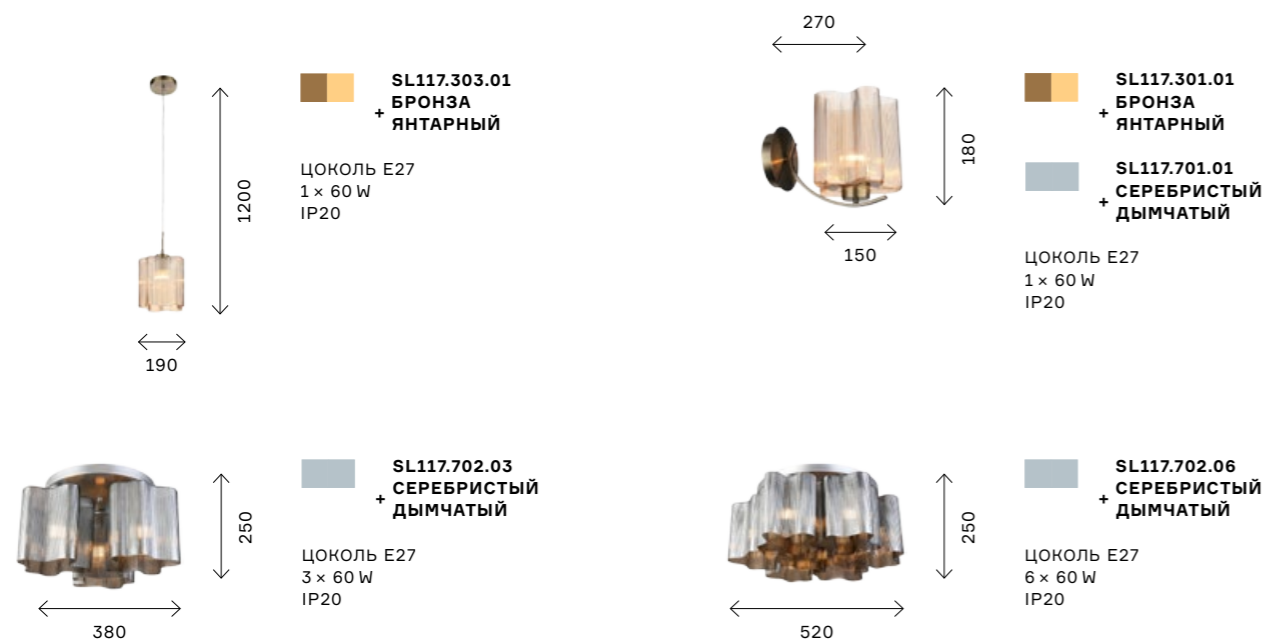 SL117.303.01
+ БРОНЗА
ЯНТАРНЫЙ
ЦОКОЛЬ E27
1 × 60 W
IP20
1200
190
270
SL117.301.01
+ БРОНЗА
ЯНТАРНЫЙ
180
SL117.701.01
+ СЕРЕБРИСТЫЙ
ДЫМЧАТЫЙ
150
ЦОКОЛЬ E27
1 × 60 W
IP20
SL117.702.03
+ СЕРЕБРИСТЫЙ
ДЫМЧАТЫЙ
250
ЦОКОЛЬ E27
3 × 60 W
IP20
380
SL117.702.06
+ СЕРЕБРИСТЫЙ
ДЫМЧАТЫЙ
250
ЦОКОЛЬ E27
6 × 60 W
IP20
520